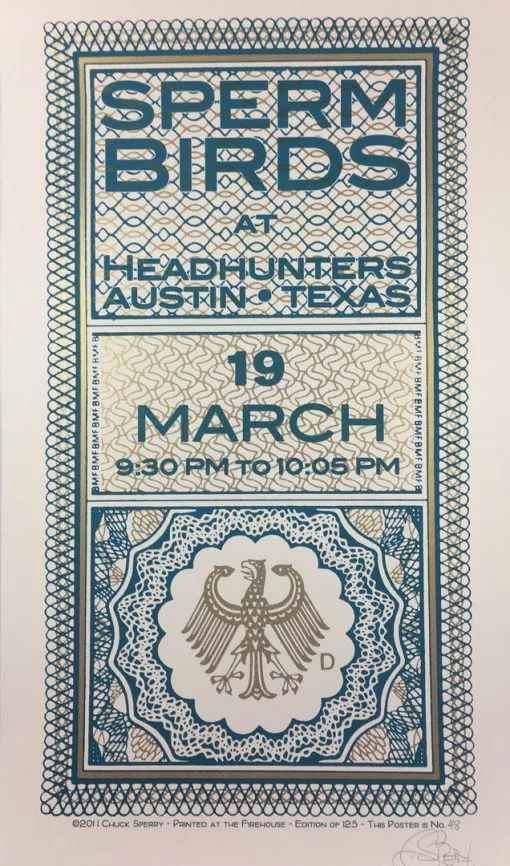 SPERM
BIRDS
AT
HEADHUNTERS
AUSTIN • TEXAS
19
MARCH
9:30 PM TO 10:05 PM
D
©2011 CHUCK SPERRY - PRINTED AT THE FIREHOUSE - EDITION OF 125 - THIS POSTER IS NO. 48